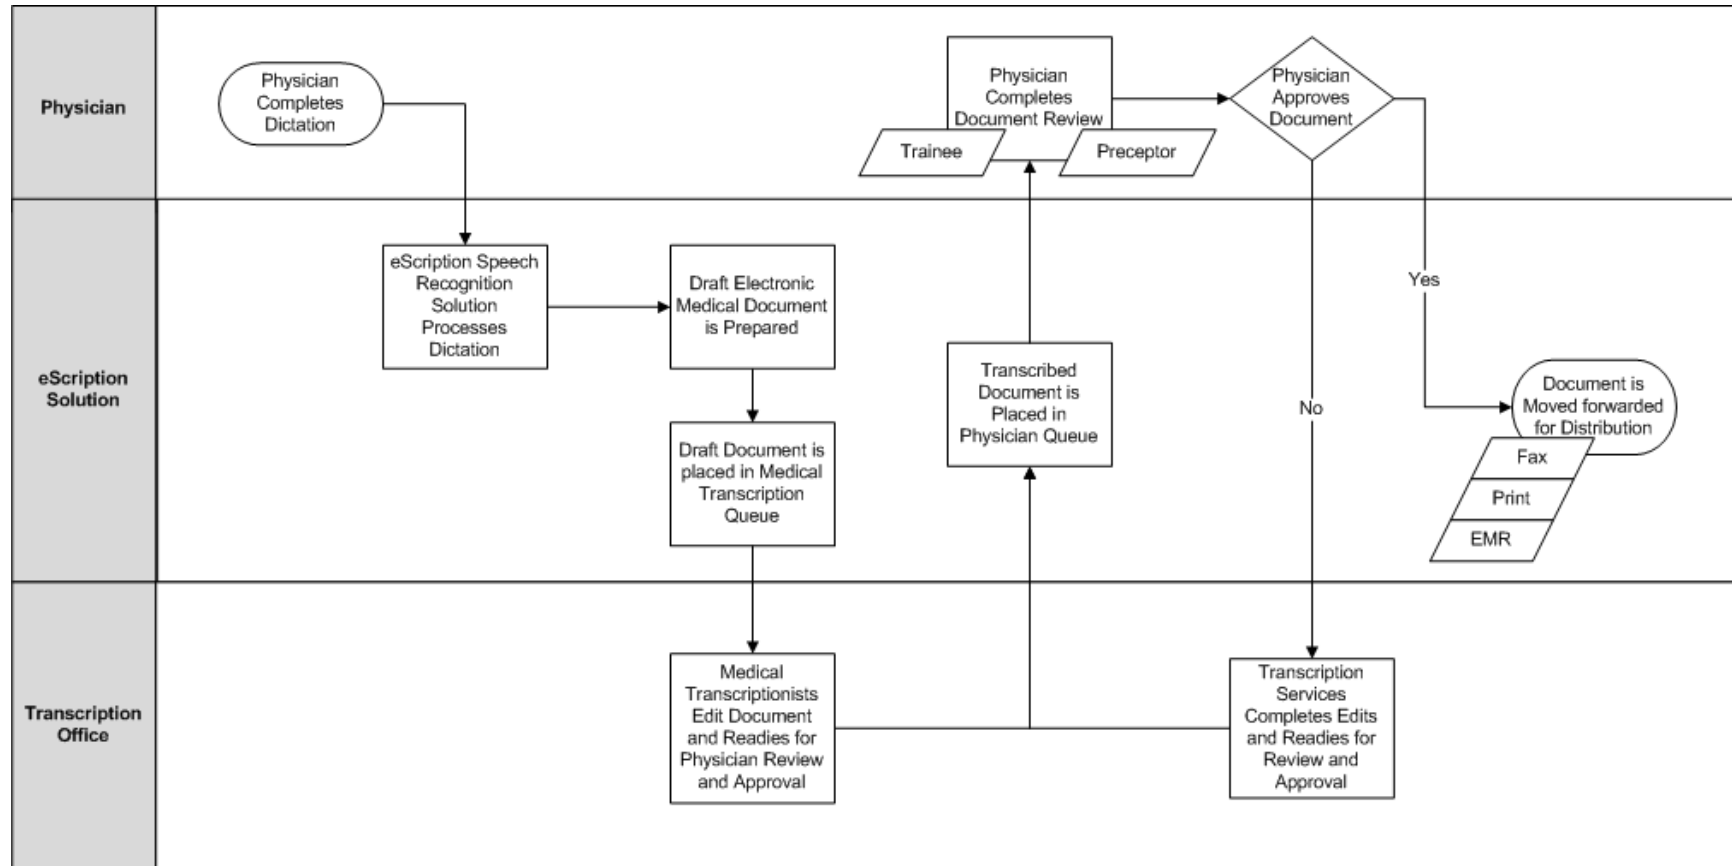 Physician
Physician
Completes
Dictation
Physician
Completes
Document Review
Trainee
Preceptor
Physician
Approves
Document
eScription
Solution
eScription Speech
Recognition
Solution
Processes
Dictation
Draft Electronic
Medical Document
is Prepared
Draft Document is
placed in Medical
Transcription
Queue
Transcribed
Document is
Placed in
Physician Queue
No
Yes
Document is
Moved forwarded
for Distribution
Fax
Print
EMR
Transcription
Office
Medical
Transcriptionists
Edit Document
and Readies for
Physician Review
and Approval
Transcription
Services
Completes Edits
and Readies for
Review and
Approval